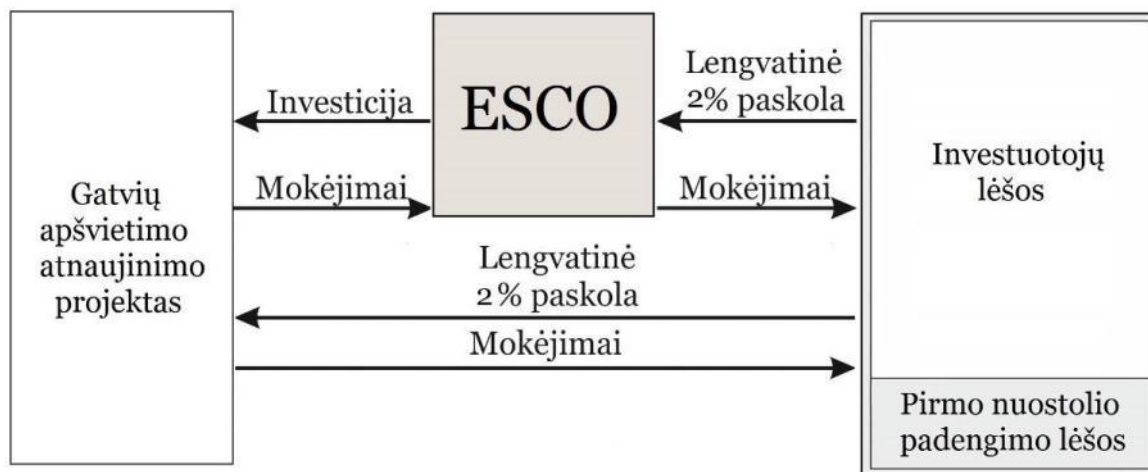 Gatvių
apšvietimo
atnaujinimo
projektas
Investicija
Mokėjimai
ESCO
Lengvatinė
2% paskola
Mokėjimai
Lengvatinė
2% paskola
Mokėjimai
Investuotojų
lėšos
Pirmo nuostolio
padengimo lėšos